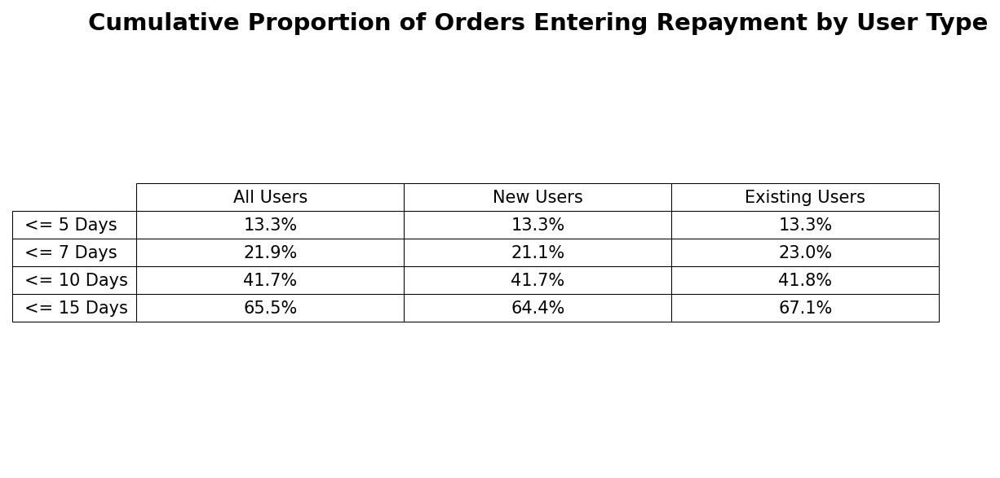 Cumulative Proportion of Orders Entering Repayment by User Type
All Users New Users Existing Users
<= 5 Days 13.3% 13.3% 13.3%
<= 7 Days 21.9% 21.1% 23.0%
<= 10 Days 41.7% 41.7% 41.8%
<= 15 Days 65.5% 64.4% 67.1%